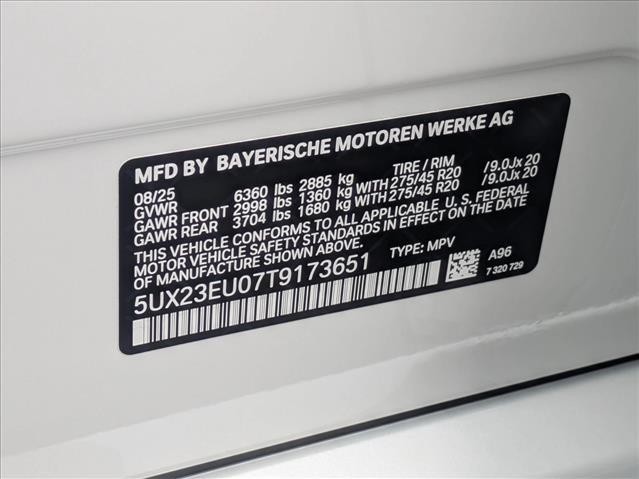 MFD BY BAYERISCHE MOTOREN WERKE AG
08/25 TIRE / RIM
GVWR 6360 lbs 2885 kg
GAWR FRONT 2998 lbs 1360 kg WITH 275/45 R20 /9.0Jx 20
GAWR REAR 3704 lbs 1680 kg WITH 275/45 R20 /9.0Jx 20
THIS VEHICLE CONFORMS TO ALL APPLICABLE U. S. FEDERAL
MOTOR VEHICLE SAFETY STANDARDS IN EFFECT ON THE DATE
OF MANUFACTURE SHOWN ABOVE.
5UX23EU07T9173651 TYPE: MPV A96
7 320 729